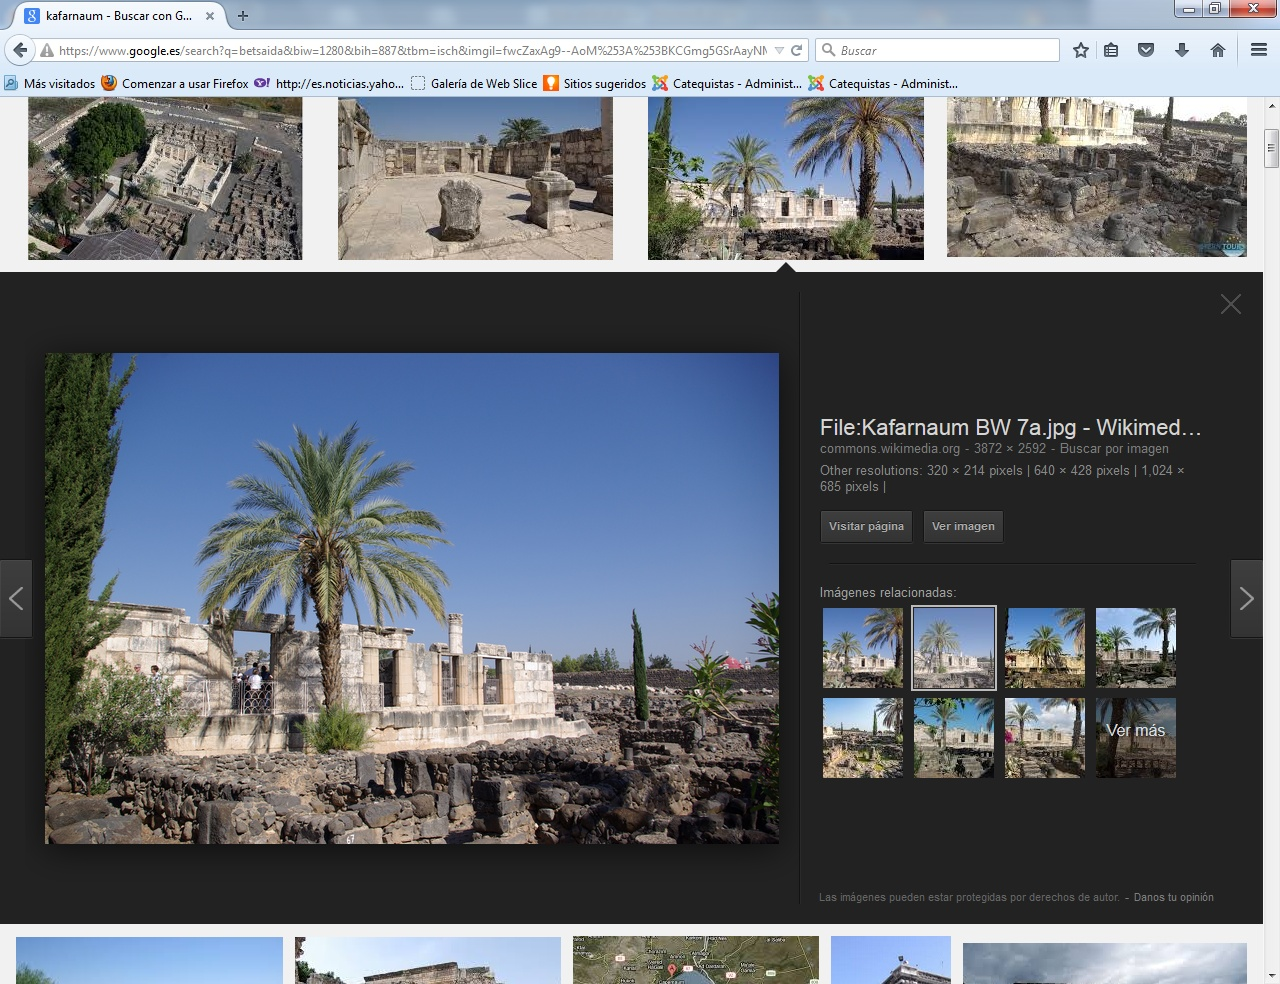 kafarnaum - Buscar con G...
https://www.google.es/search?q=betsaida&biw=1280&bih=887&tbm=isch&imgil=fwcZaxAg9--AoM%253A%253BKCGmg5GSrAayNM
Buscar
Más visitados
Comenzar a usar Firefox
http://es.noticias.yaho...
Galería de Web Slice
Sitios sugeridos
Catequistas - Administ...
Catequistas - Administ...
File:Kafarnaum BW 7a.jpg - Wikimed...
commons.wikimedia.org - 3872 × 2592 - Buscar por imagen
Other resolutions: 320 × 214 pixels | 640 × 428 pixels | 1,024 ×
685 pixels |
Visitar página
Ver imagen
Imágenes relacionadas:
Ver más
67
Las imágenes pueden estar protegidas por derechos de autor. - Danos tu opinión